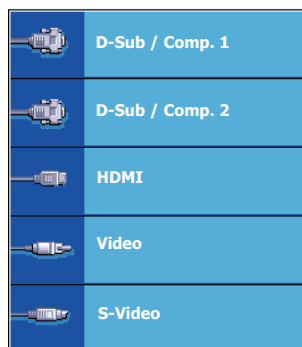 D-Sub / Comp. 1
D-Sub / Comp. 2
HDMI
Video
S-Video